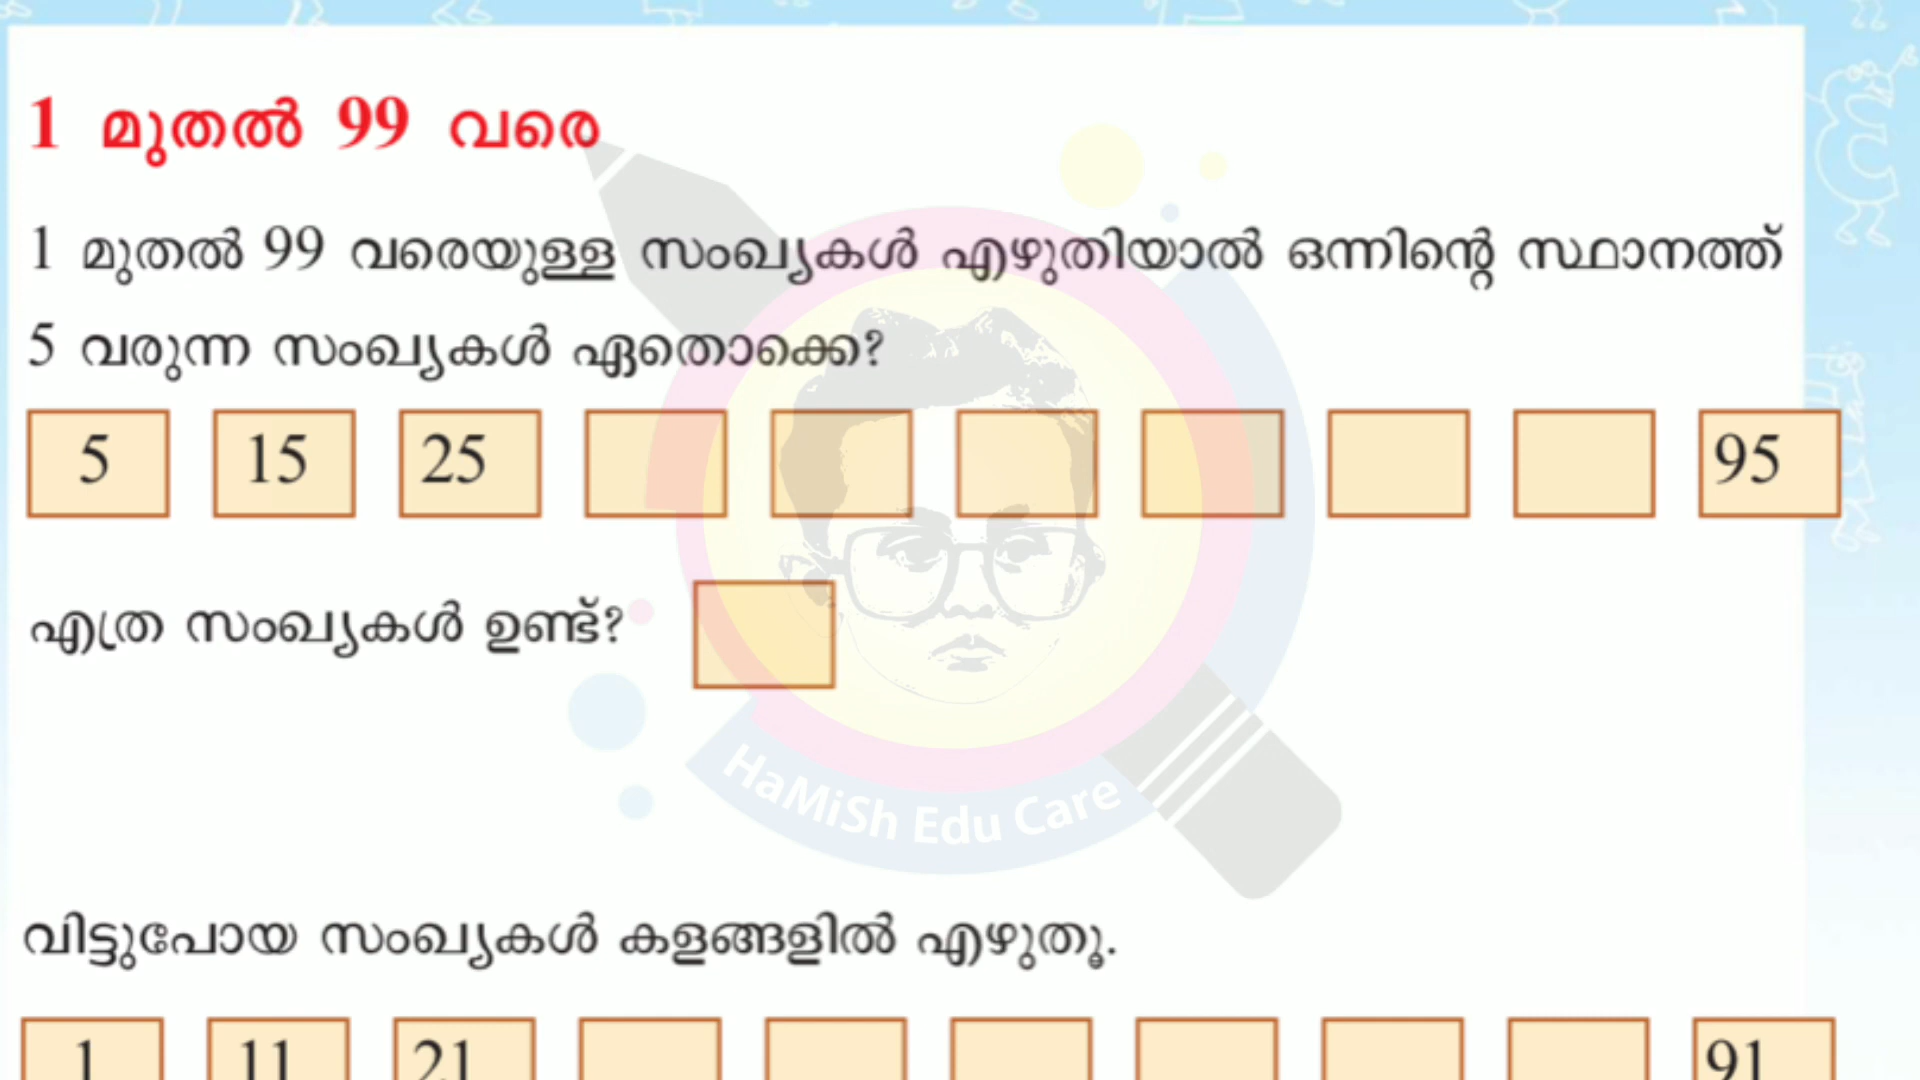 1 മുതൽ 99 വരെ
1 മുതൽ 99 വരെയുള്ള സംഖ്യകൾ എഴുതിയാൽ ഒന്നിന്റെ സ്ഥാനത്ത്
5 വരുന്ന സംഖ്യകൾ ഏതൊക്കെ?
5 15 25 95
എത്ര സംഖ്യകൾ ഉണ്ട്?
HaMiSh Edu Care
വിട്ടുപോയ സംഖ്യകൾ കളങ്ങളിൽ എഴുതൂ.
1 11 21 91